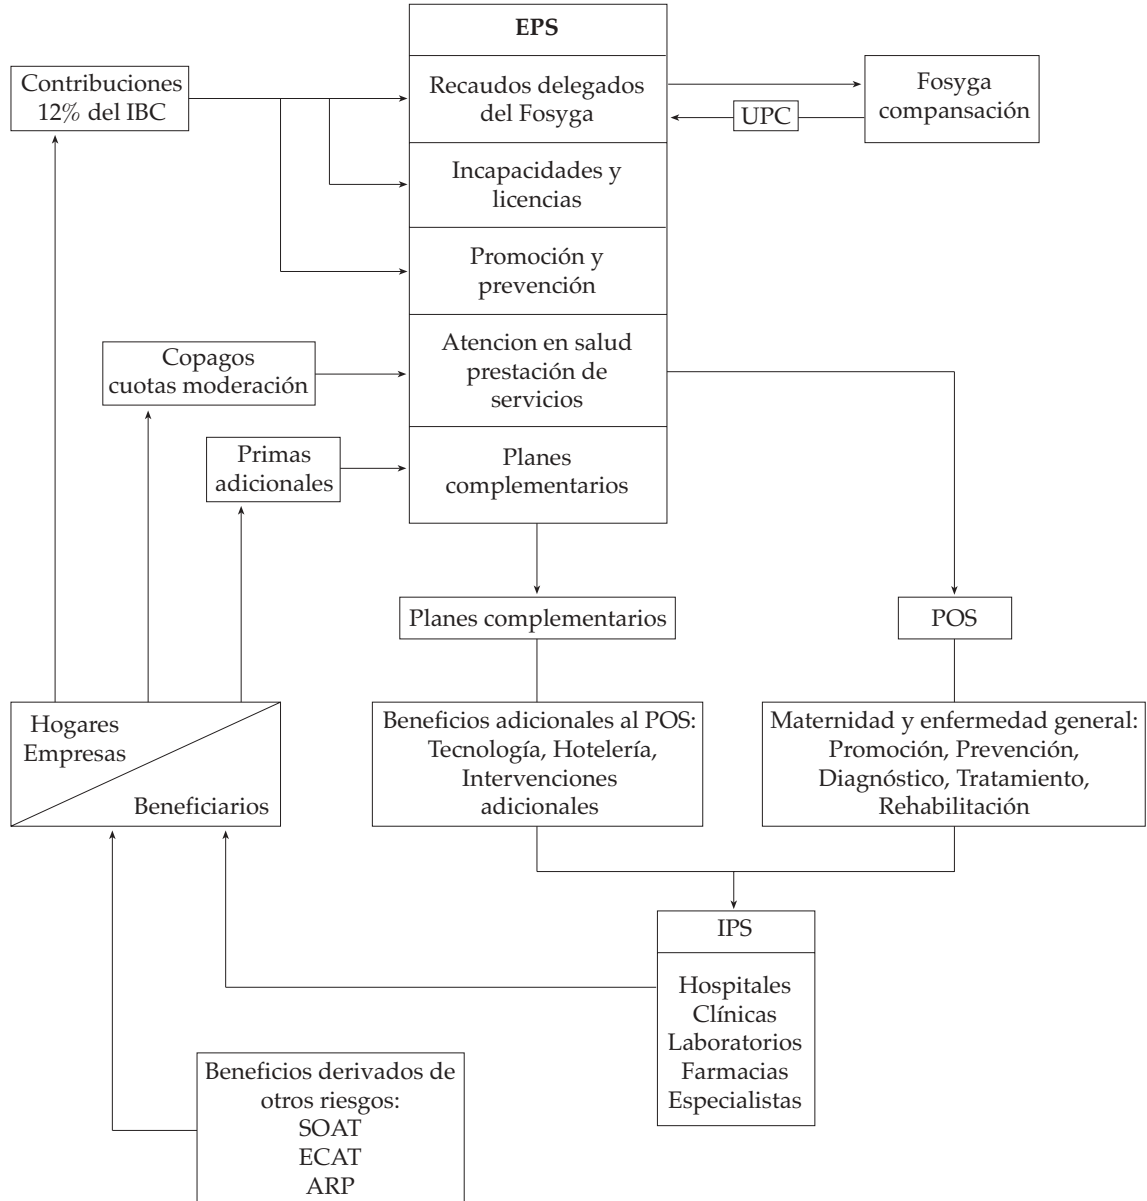 EPS
Contribuciones
12% del IBC
Recaudos delegados
del Fosyga
UPC
Fosyga
compansación
Incapacidades y
licencias
Promoción y
prevención
Copagos
cuotas moderación
Atencion en salud
prestación de
servicios
Primas
adicionales
Planes
complementarios
Planes complementarios
POS
Hogares
Empresas
Beneficiarios
Beneficios adicionales al POS:
Tecnología, Hotelería,
Intervenciones
adicionales
Maternidad y enfermedad general:
Promoción, Prevención,
Diagnóstico, Tratamiento,
Rehabilitación
IPS
Hospitales
Clínicas
Laboratorios
Farmacias
Especialistas
Beneficios derivados de
otros riesgos:
SOAT
ECAT
ARP